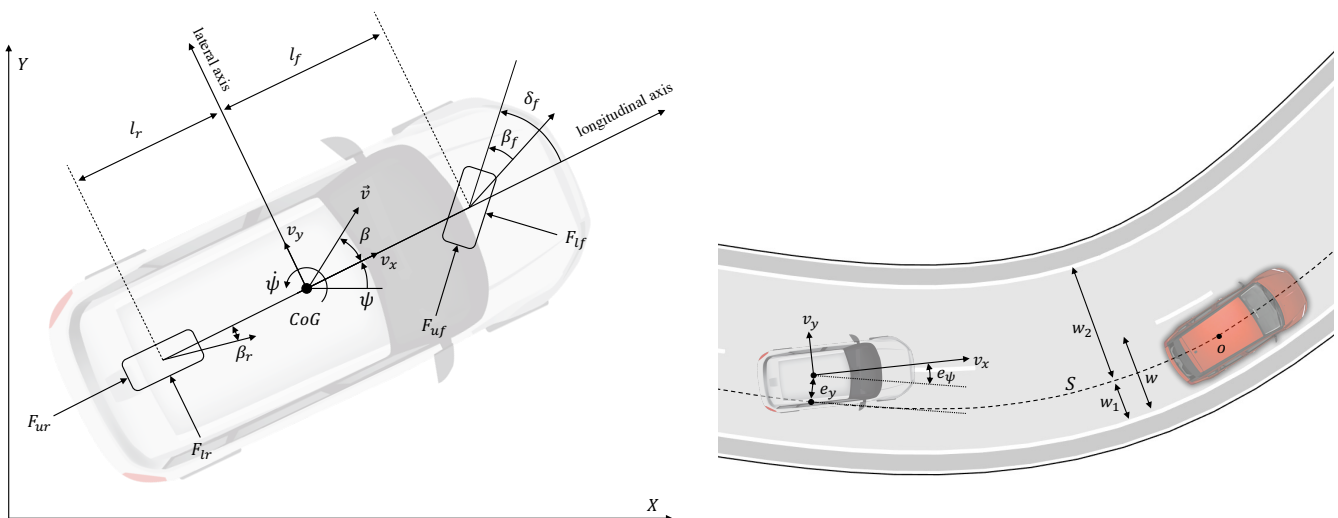 Y
lateral axis
l_f
l_r
δ_f
longitudinal axis
β_f
v⃗
v_y
β
F_lf
v_x
ψ̇
ψ
CoG
F_uf
β_r
F_ur
F_lr
X
w_2
o
v_y
v_x
e_ψ
S
w
e_y
w_1